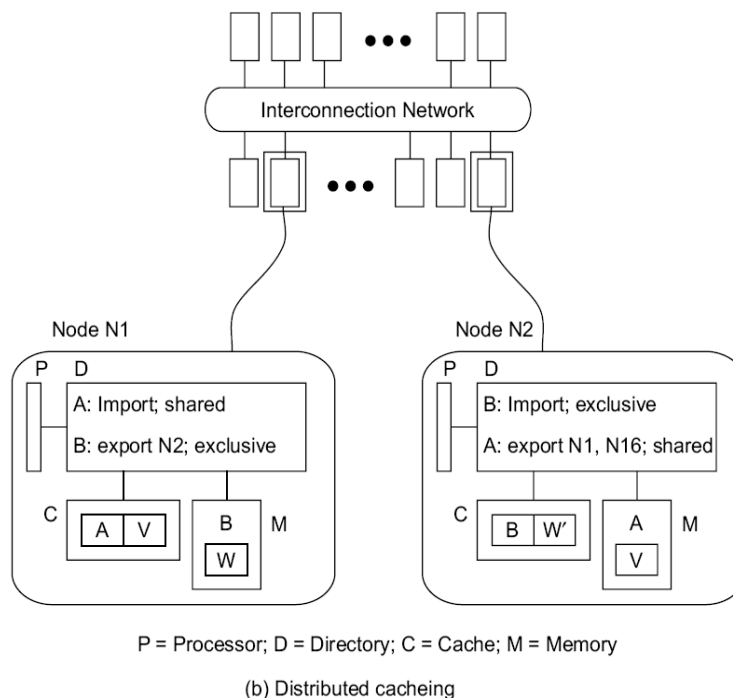 Interconnection Network
Node N1
Node N2
P D
A: Import; shared
B: export N2; exclusive
C
A V
B
W
M
P D
B: Import; exclusive
A: export N1, N16; shared
C
B W′
A
V
M
P = Processor; D = Directory; C = Cache; M = Memory
(b) Distributed cacheing